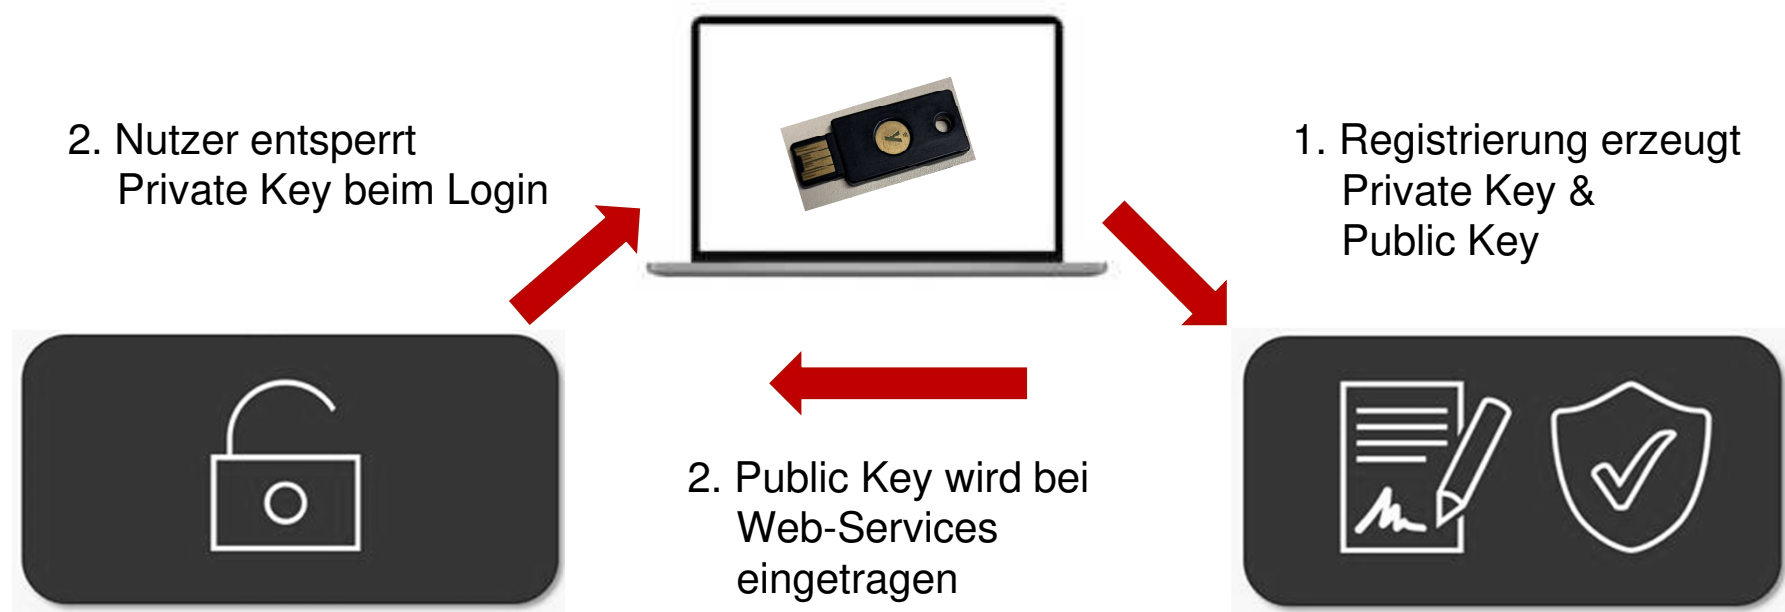 2. Nutzer entsperrt
Private Key beim Login
1. Registrierung erzeugt
Private Key &
Public Key
2. Public Key wird bei
Web-Services
eingetragen